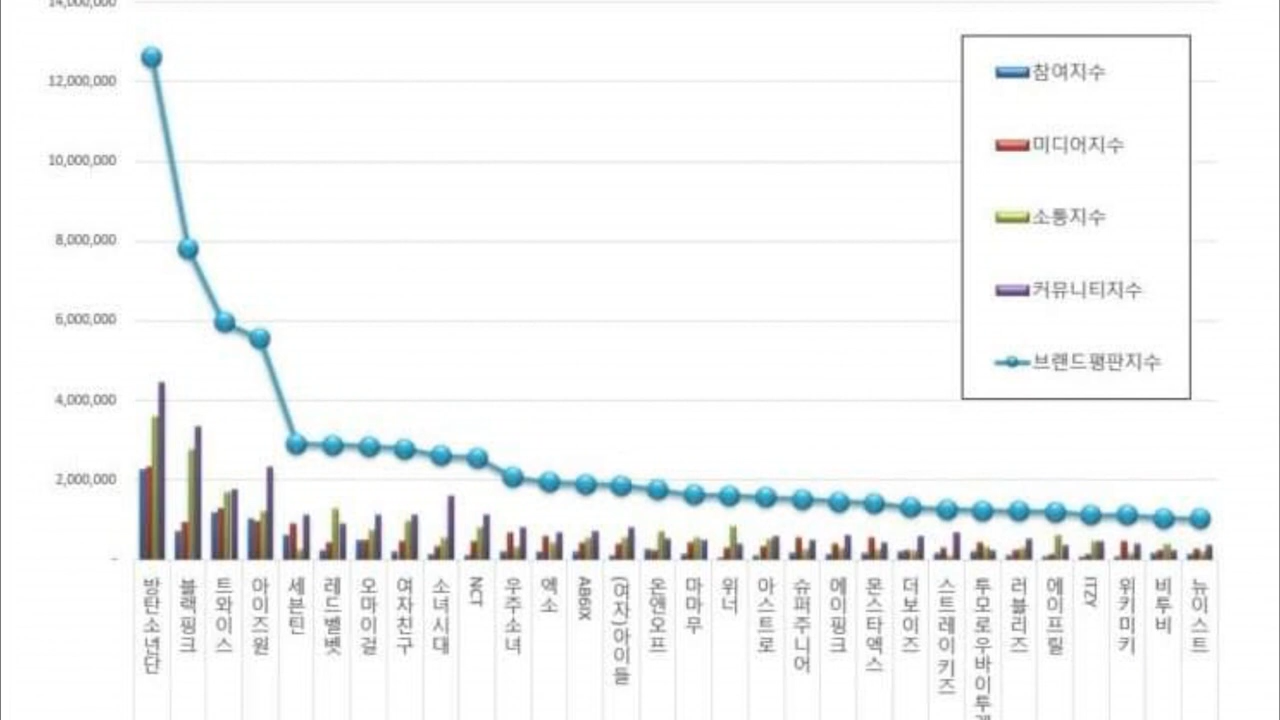 14,000,000
12,000,000
10,000,000
8,000,000
6,000,000
4,000,000
2,000,000
-
참여지수
미디어지수
소통지수
커뮤니티지수
브랜드평판지수
방탄소년단
블랙핑크
트와이스
아이즈원
세븐틴
레드벨벳
오마이걸
여자친구
소녀시대
NCT
우주소녀
엑소
AB6IX
(여자)아이들
온앤오프
마마무
위너
아스트로
슈퍼주니어
에이핑크
몬스타엑스
더보이즈
스트레이키즈
투모로우바이투게
러블리즈
에이프릴
ITZY
위키미키
비투비
뉴이스트